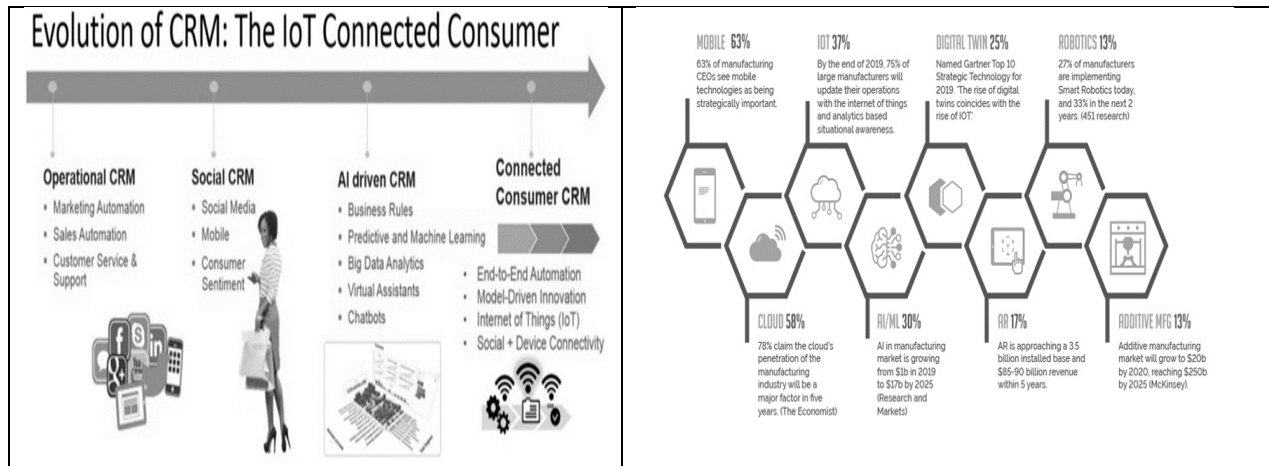 Evolution of CRM: The IoT Connected Consumer
Operational CRM
▪ Marketing Automation
▪ Sales Automation
▪ Customer Service &
Support
Social CRM
▪ Social Media
▪ Mobile
▪ Consumer
Sentiment
AI driven CRM
▪ Business Rules
▪ Predictive and Machine Learning
▪ Big Data Analytics
▪ Virtual Assistants
▪ Chatbots
Connected
Consumer CRM
• End-to-End Automation
• Model-Driven Innovation
• Internet of Things (IoT)
• Social + Device Connectivity
MOBILE 63%
63% of manufacturing
CEOs see mobile
technologies as being
strategically important.
IOT 37%
By the end of 2019, 75% of
large manufacturers will
update their operations
with the internet of things
and analytics based
situational awareness.
DIGITAL TWIN 25%
Named Gartner Top 10
Strategic Technology for
2019. 'The rise of digital
twins coincides with the
rise of IOT.'
ROBOTICS 13%
27% of manufacturers
are implementing
Smart Robotics today,
and 33% in the next 2
years. (451 research)
CLOUD 58%
78% claim the cloud's
penetration of the
manufacturing
industry will be a
major factor in five
years. (The Economist)
AI/ML 30%
AI in manufacturing
market is growing
from $1b in 2019
to $17b by 2025
(Research and
Markets)
AR 17%
AR is approaching a 3.5
billion installed base and
$85-90 billion revenue
within 5 years.
ADDITIVE MFG 13%
Additive manufacturing
market will grow to $20b
by 2020, reaching $250b
by 2025 (McKinsey).